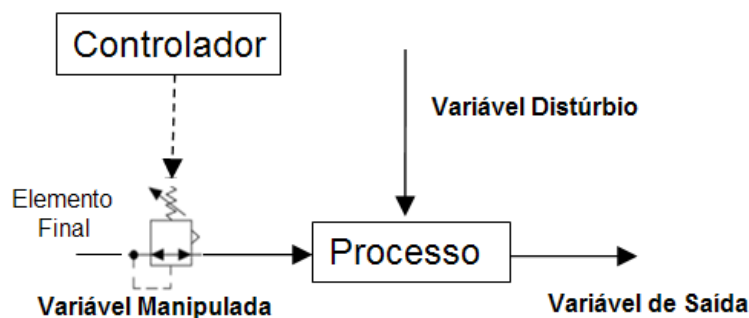 Controlador
Variável Distúrbio
Elemento
Final
Processo
Variável Manipulada
Variável de Saída